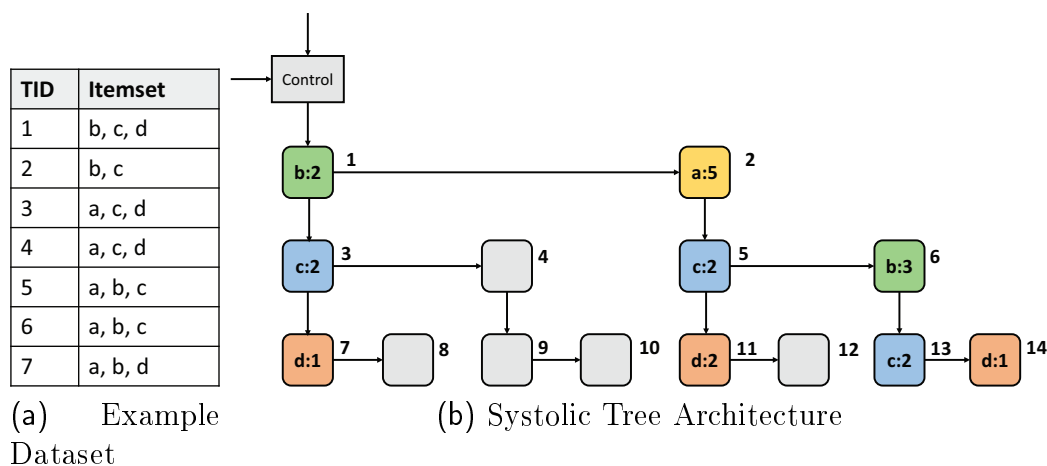 TID Itemset
1 b, c, d
2 b, c
3 a, c, d
4 a, c, d
5 a, b, c
6 a, b, c
7 a, b, d
(a) Example
Dataset
Control
b:2 1 a:5 2
c:2 3 4 c:2 5 b:3 6
d:1 7 8 9 10 d:2 11 12 c:2 13 d:1 14
(b) Systolic Tree Architecture